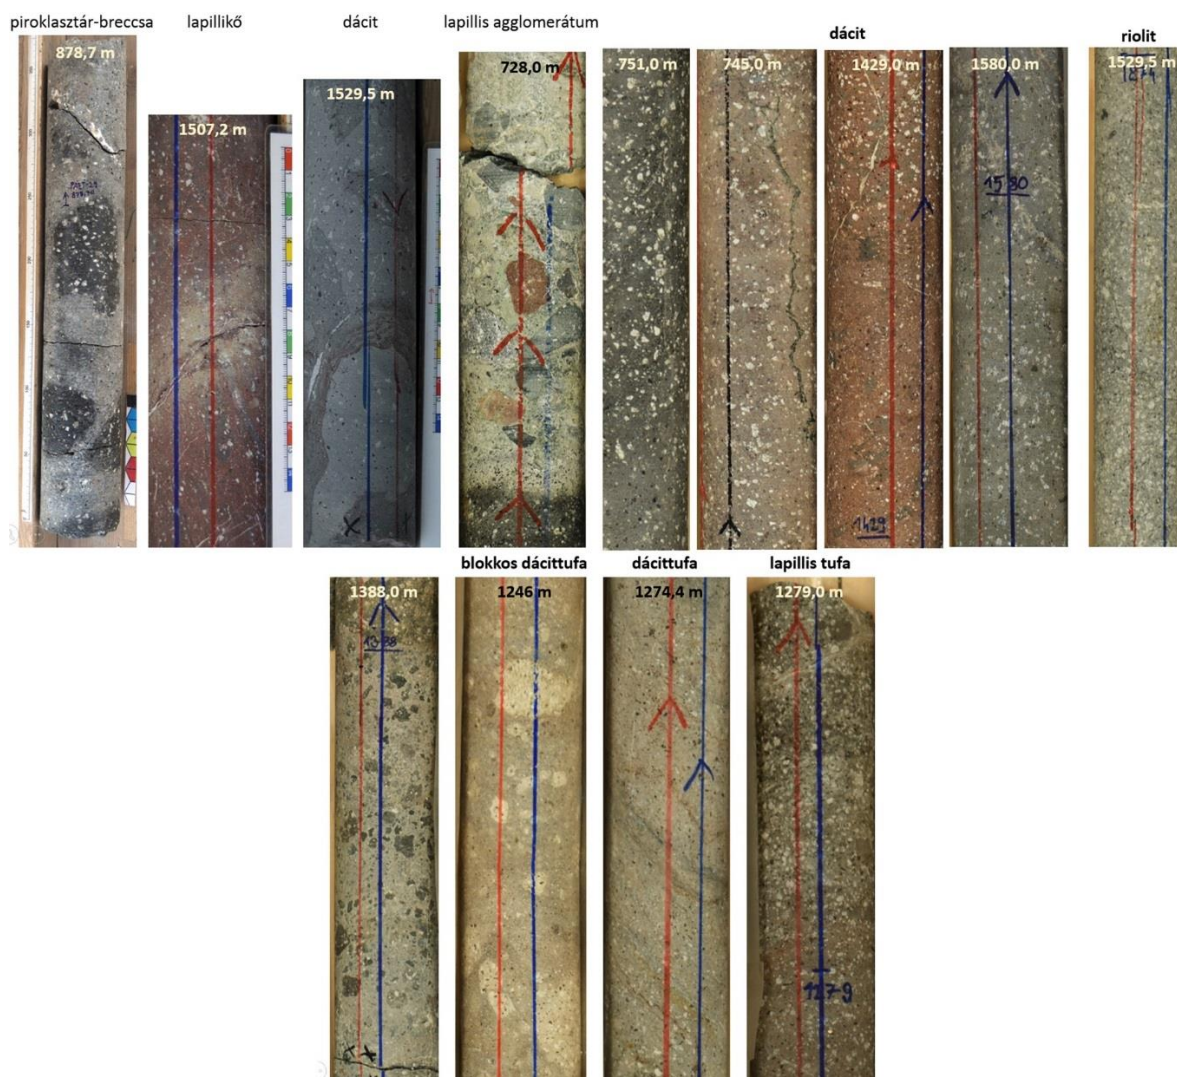 piroklasztár-breccsa
lapillikő
dácit
lapillis agglomerátum
dácit
riolit
878,7 m
1507,2 m
1529,5 m
728,0 m
751,0 m
745,0 m
1429,0 m
1580,0 m
1529,5 m
1580
1429
blokkos dácittufa
dácittufa
lapillis tufa
1388,0 m
1246 m
1274,4 m
1279,0 m
1388
1279